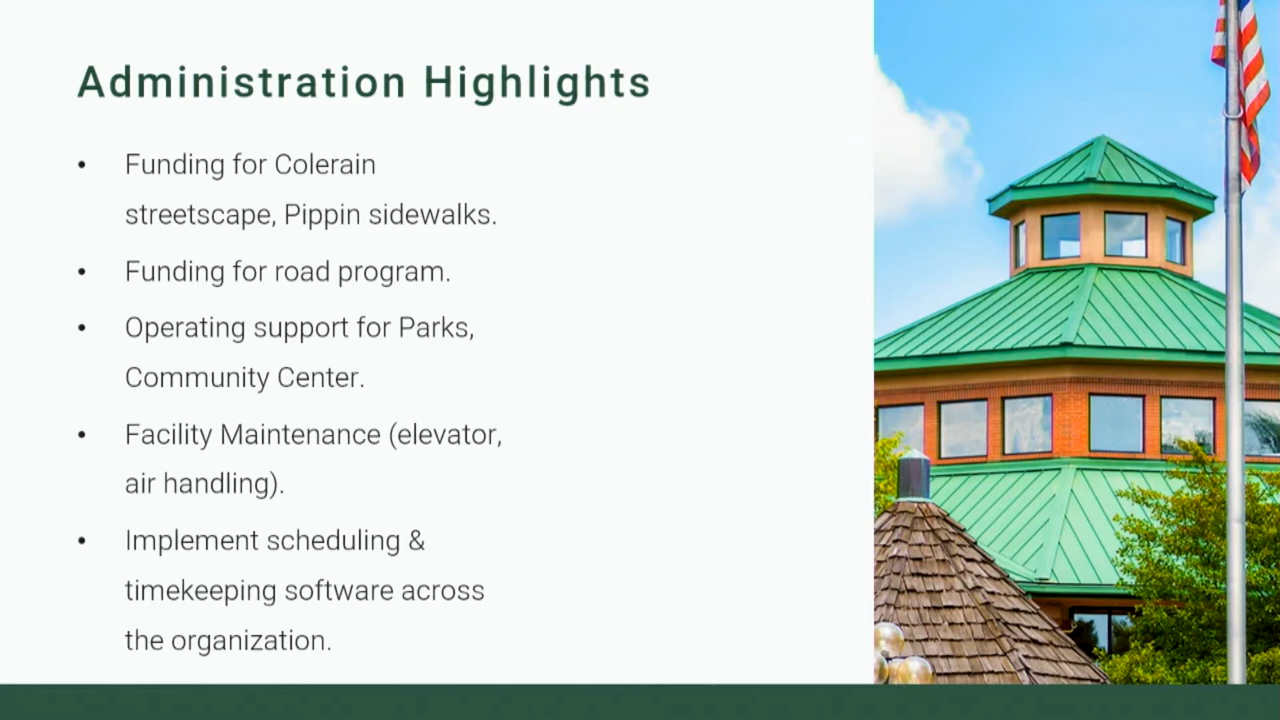 Administration Highlights
• Funding for Colerain
streetscape, Pippin sidewalks.
• Funding for road program.
• Operating support for Parks,
Community Center.
• Facility Maintenance (elevator,
air handling).
• Implement scheduling &
timekeeping software across
the organization.